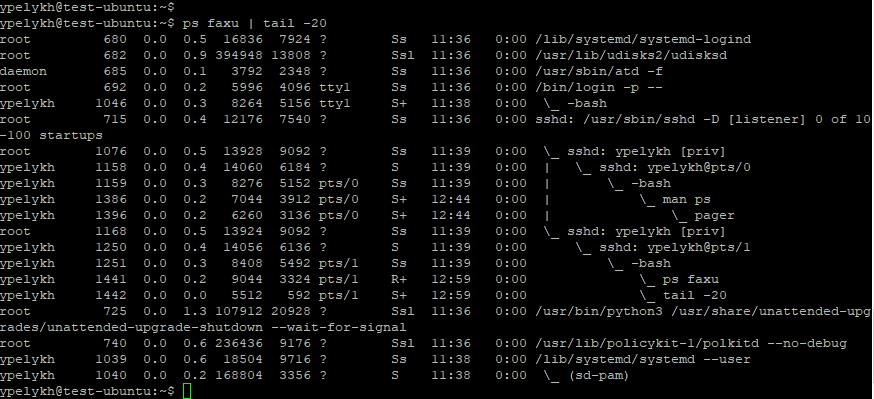 ypelykh@test-ubuntu:~$
ypelykh@test-ubuntu:~$ ps faxu | tail -20
root         680  0.0  0.5  16836  7924 ?        Ss   11:36   0:00 /lib/systemd/systemd-logind
root         682  0.0  0.9 394948 13808 ?        Ssl  11:36   0:00 /usr/lib/udisks2/udisksd
daemon       685  0.0  0.1   3792  2348 ?        Ss   11:36   0:00 /usr/sbin/atd -f
root         692  0.0  0.2   5996  4096 tty1     Ss   11:36   0:00 /bin/login -p --
ypelykh     1046  0.0  0.3   8264  5156 tty1     S+   11:38   0:00  \_ -bash
root         715  0.0  0.4  12176  7540 ?        Ss   11:36   0:00 sshd: /usr/sbin/sshd -D [listener] 0 of 10
-100 startups
root        1076  0.0  0.5  13928  9092 ?        Ss   11:39   0:00  \_ sshd: ypelykh [priv]
ypelykh     1158  0.0  0.4  14060  6184 ?        S    11:39   0:00  |   \_ sshd: ypelykh@pts/0
ypelykh     1159  0.0  0.3   8276  5152 pts/0    Ss   11:39   0:00  |       \_ -bash
ypelykh     1386  0.0  0.2   7044  3912 pts/0    S+   12:44   0:00  |           \_ man ps
ypelykh     1396  0.0  0.2   6260  3136 pts/0    S+   12:44   0:00  |               \_ pager
root        1168  0.0  0.5  13924  9092 ?        Ss   11:39   0:00  \_ sshd: ypelykh [priv]
ypelykh     1250  0.0  0.4  14056  6136 ?        S    11:39   0:00      \_ sshd: ypelykh@pts/1
ypelykh     1251  0.0  0.3   8408  5492 pts/1    Ss   11:39   0:00          \_ -bash
ypelykh     1441  0.0  0.2   9044  3324 pts/1    R+   12:59   0:00              \_ ps faxu
ypelykh     1442  0.0  0.0   5512   592 pts/1    S+   12:59   0:00              \_ tail -20
root         725  0.0  1.3 107912 20928 ?        Ssl  11:36   0:00 /usr/bin/python3 /usr/share/unattended-upg
rades/unattended-upgrade-shutdown --wait-for-signal
root         740  0.0  0.6 236436  9176 ?        Ssl  11:36   0:00 /usr/lib/policykit-1/polkitd --no-debug
ypelykh     1039  0.0  0.6  18504  9716 ?        Ss   11:38   0:00 /lib/systemd/systemd --user
ypelykh     1040  0.0  0.2 168804  3356 ?        S    11:38   0:00  \_ (sd-pam)
ypelykh@test-ubuntu:~$